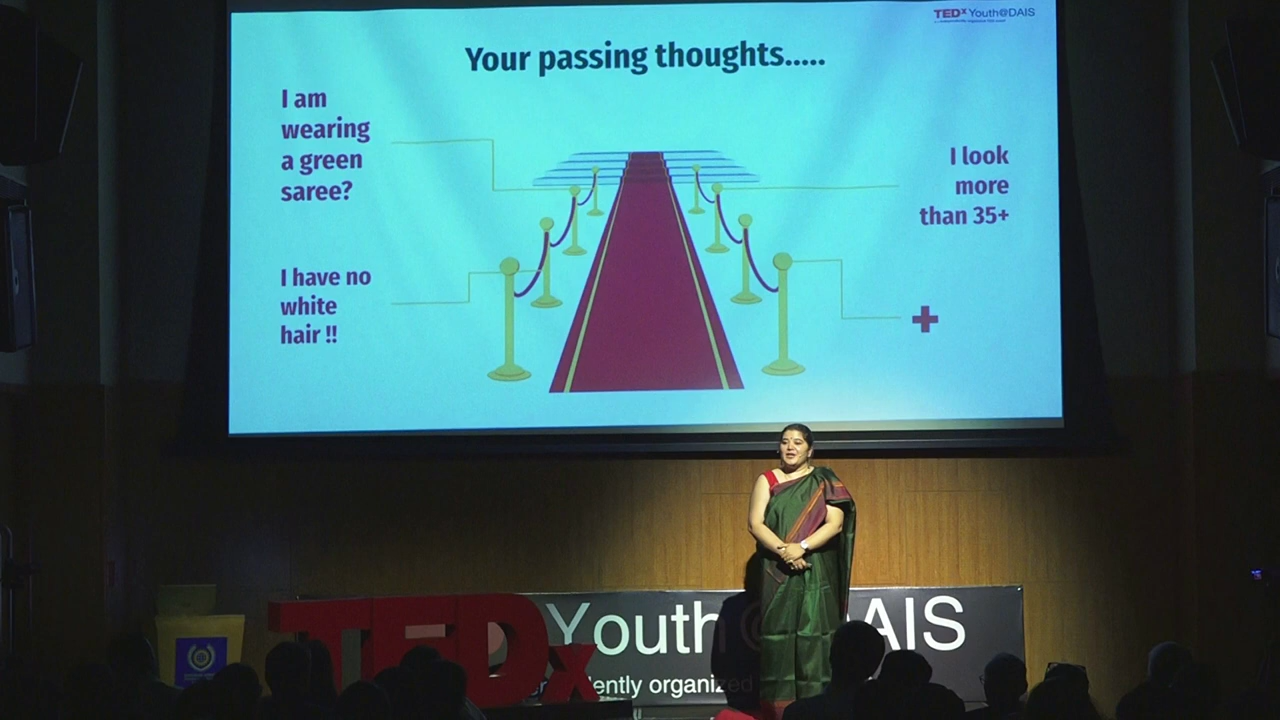 TEDx Youth@DAIS
Your passing thoughts.....
I am
wearing
a green
saree?
I look
more
than 35+
I have no
white
hair !!
+
TEDx Youth@DAIS
ently organized